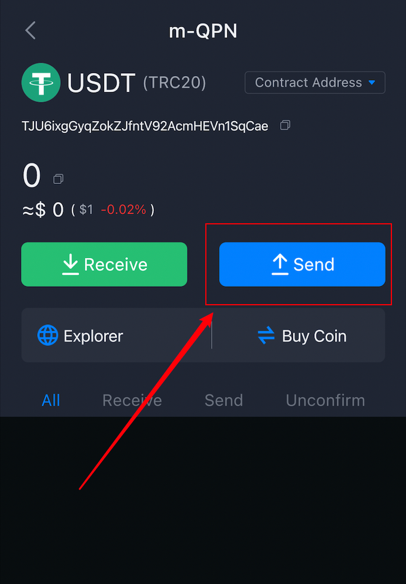 m-QPN
USDT (TRC20)
Contract Address
TJU6ixgGyqZokZJfntV92AcmHEVn1SqCae
0
≈$ 0 ( $1 -0.02% )
Receive
Send
Explorer
Buy Coin
All Receive Send Unconfirm